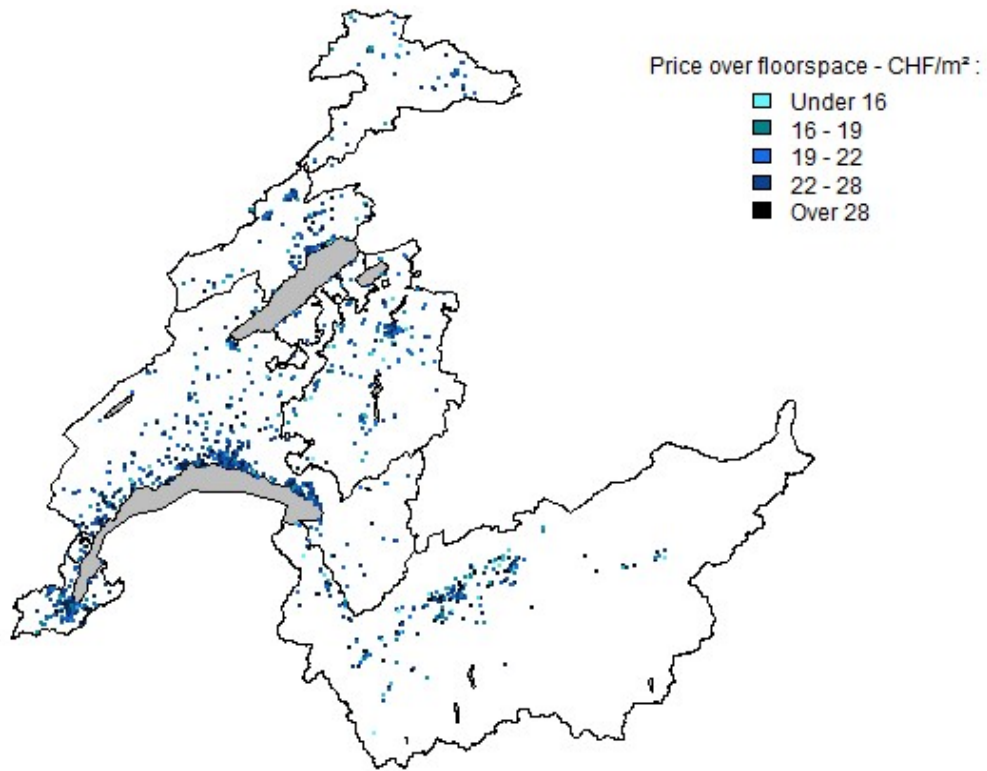 Price over floorspace - CHF/m² :
Under 16
16 - 19
19 - 22
22 - 28
Over 28